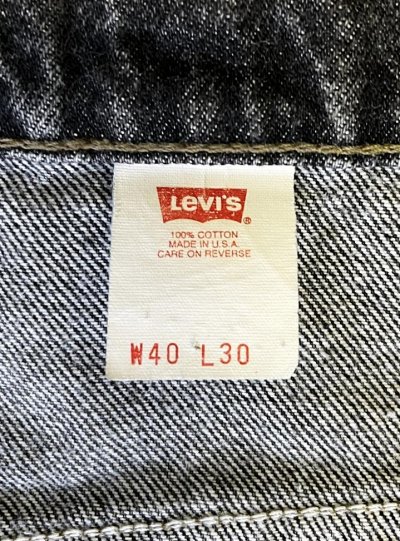 Levi's ®
100% COTTON
MADE IN U.S.A.
CARE ON REVERSE
W40 L30